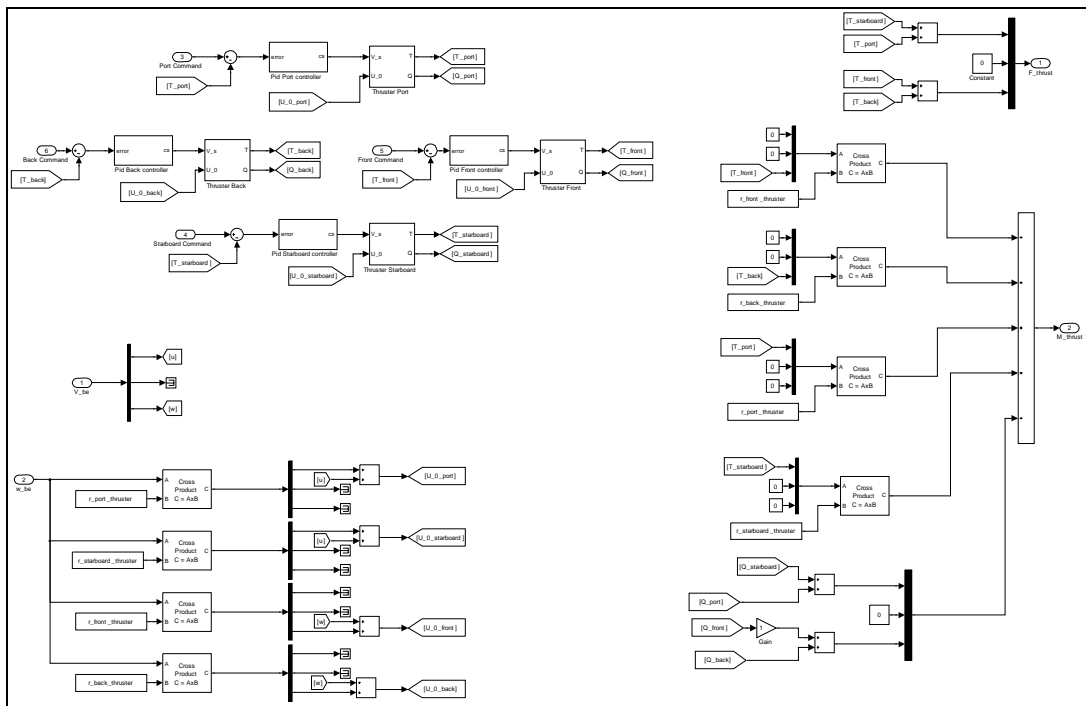 3
Port Command
[T_port]
error
cs
Pid Port controller
V_s
U_0
T
Q
Thruster Port
[T_port]
[Q_port]
[U_0_port]
6
Back Command
[T_back]
error
cs
Pid Back controller
V_s
U_0
T
Q
Thruster Back
[T_back]
[Q_back]
[U_0_back]
5
Front Command
[T_front]
error
cs
Pid Front controller
V_s
U_0
T
Q
Thruster Front
[T_front]
[Q_front]
[U_0_front]
4
Starboard Command
[T_starboard]
error
cs
Pid Starboard controller
V_s
U_0
T
Q
Thruster Starboard
[T_starboard]
[Q_starboard]
[U_0_starboard]
1
V_be
[u]
[w]
2
w_be
r_port_thruster
A
B
Cross
Product
C = AxB
C
[u]
[U_0_port]
r_starboard_thruster
A
B
Cross
Product
C = AxB
C
[u]
[U_0_starboard]
r_front_thruster
A
B
Cross
Product
C = AxB
C
[w]
[U_0_front]
r_back_thruster
A
B
Cross
Product
C = AxB
C
[w]
[U_0_back]
[T_starboard]
[T_port]
0
Constant
[T_front]
[T_back]
1
F_thrust
0
0
[T_front]
r_front_thruster
A
B
Cross
Product
C = AxB
C
0
0
[T_back]
r_back_thruster
A
B
Cross
Product
C = AxB
C
[T_port]
0
0
r_port_thruster
A
B
Cross
Product
C = AxB
C
[T_starboard]
0
0
r_starboard_thruster
A
B
Cross
Product
C = AxB
C
[Q_starboard]
[Q_port]
0
[Q_front]
1
Gain
[Q_back]
2
M_thrust